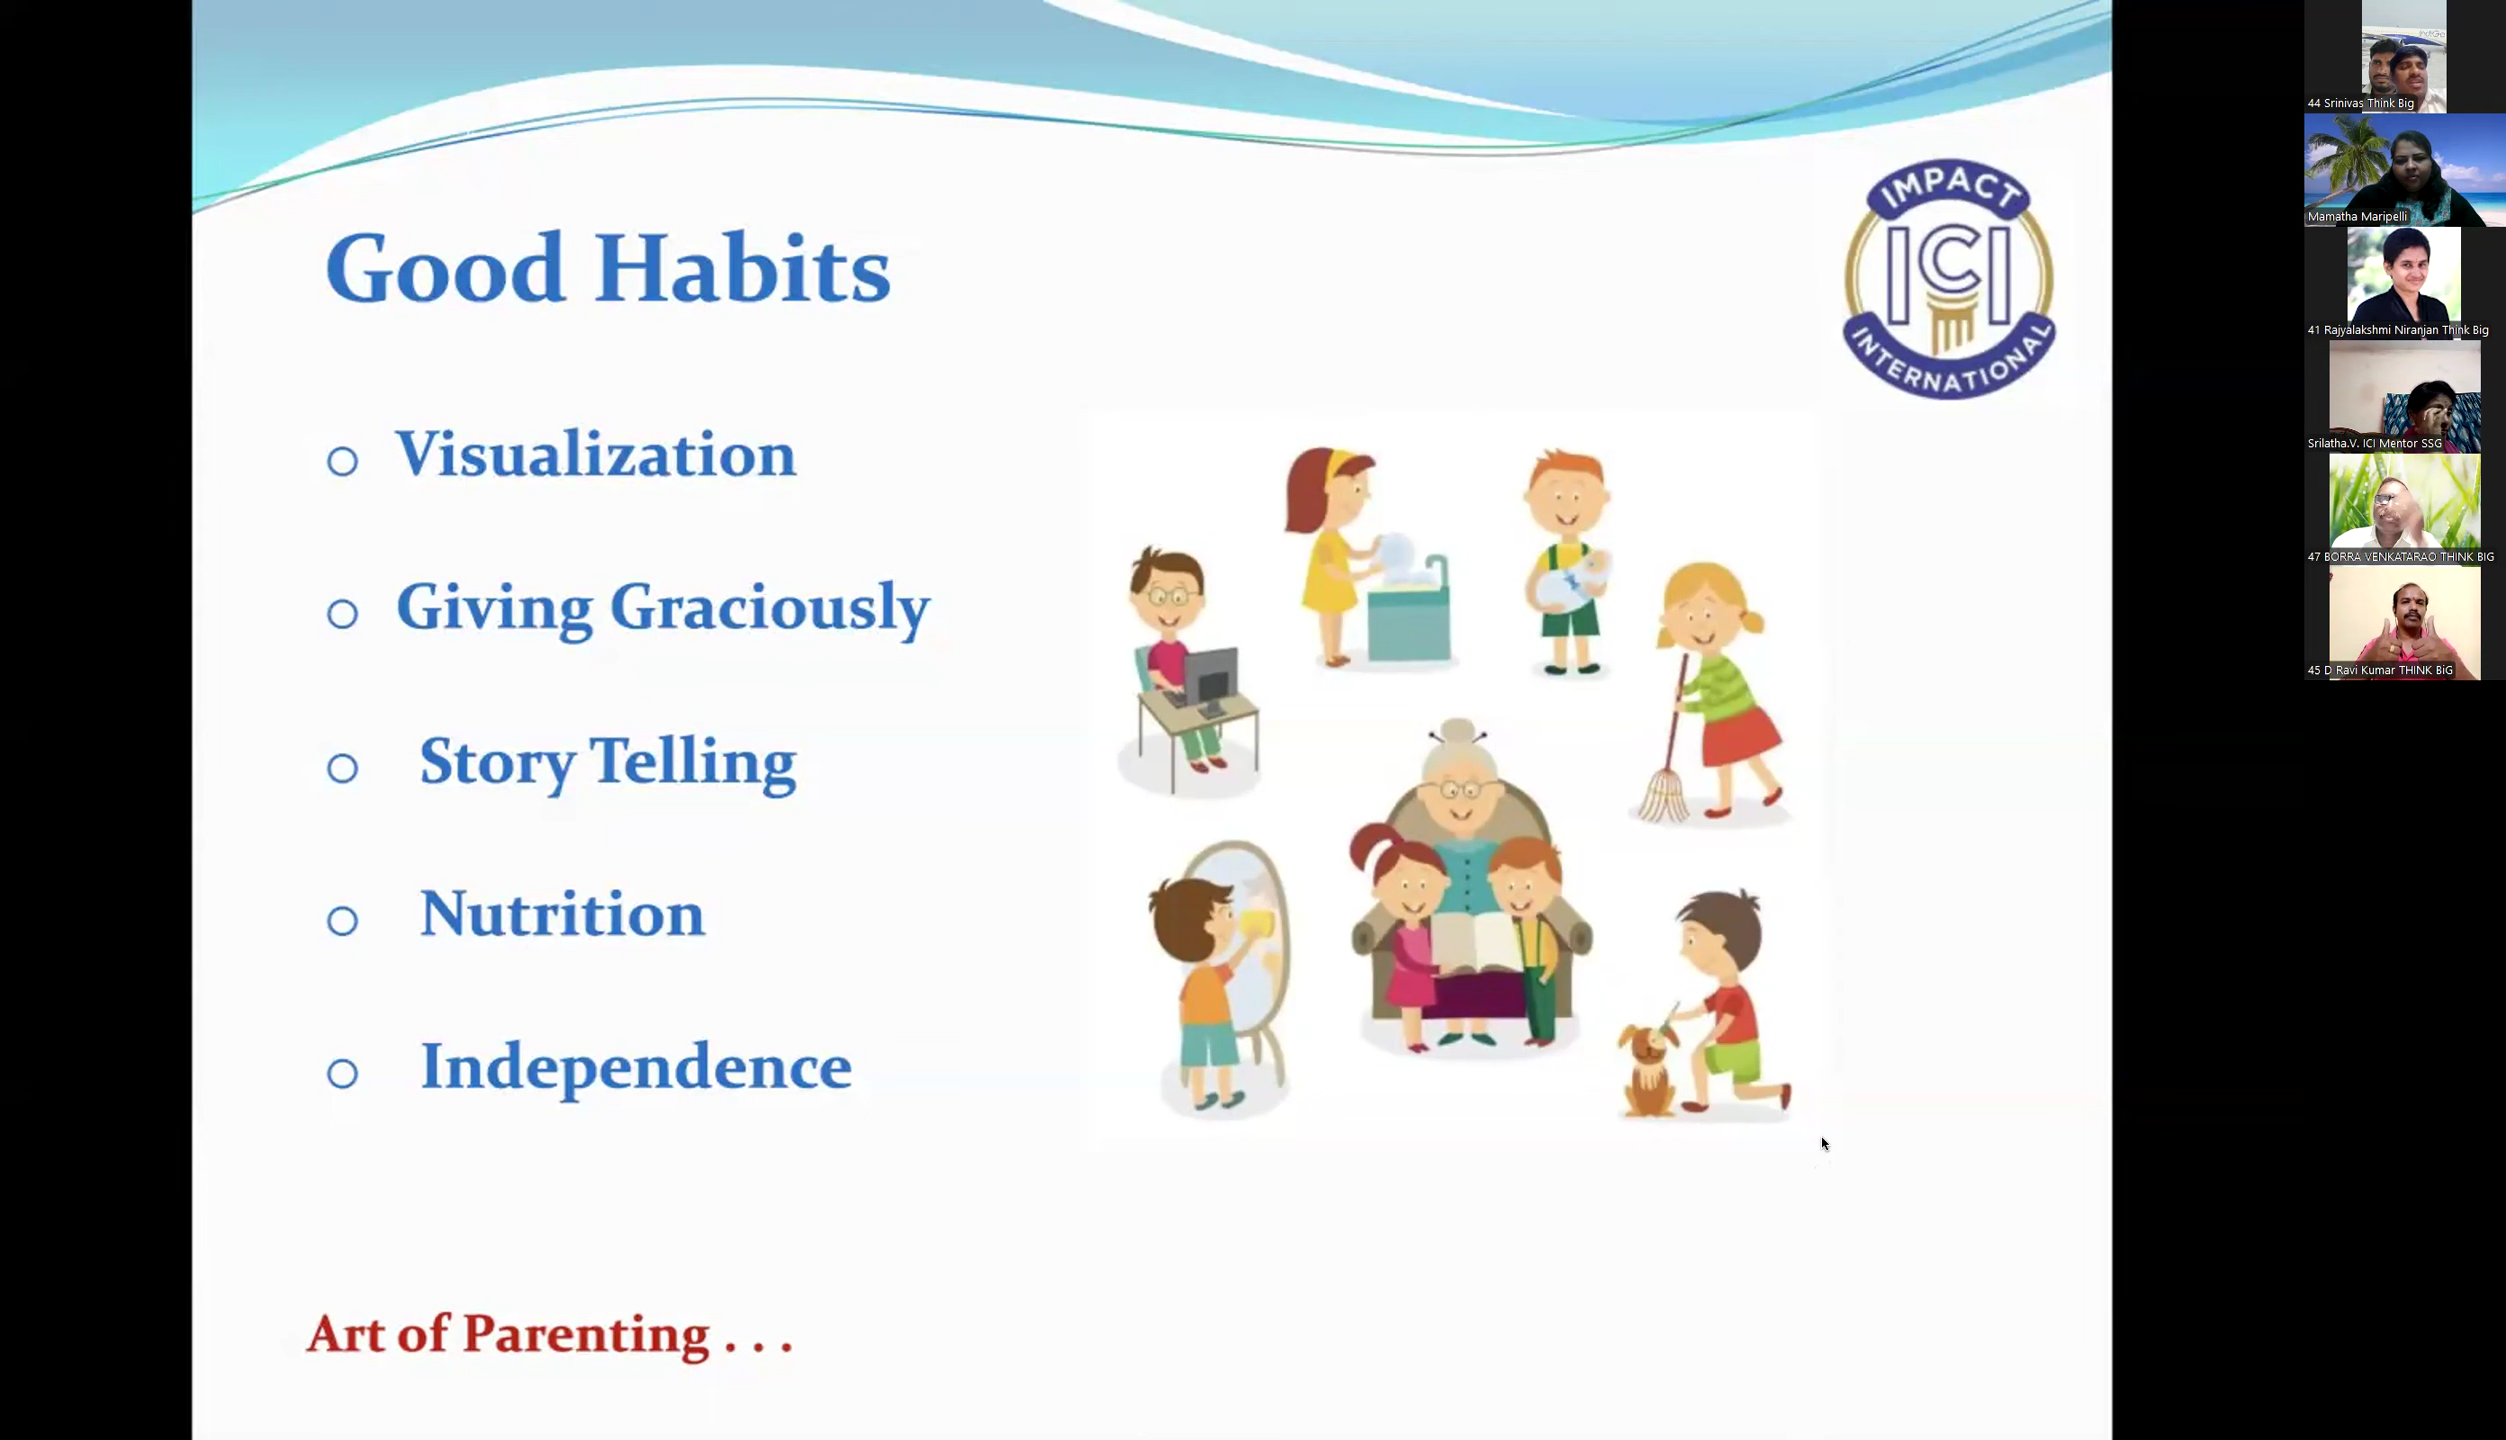 Good Habits
Visualization
Giving Graciously
Story Telling
Nutrition
Independence
Art of Parenting . . .
IMPACT
ICI
INTERNATIONAL
44 Srinivas Think Big
Mamatha Maripelli
41 Rajyalakshmi Niranjan Think Big
Srilatha.V. ICI Mentor SSG
47 BORRA VENKATARAO THINK BIG
45 D Ravi Kumar THINK BiG